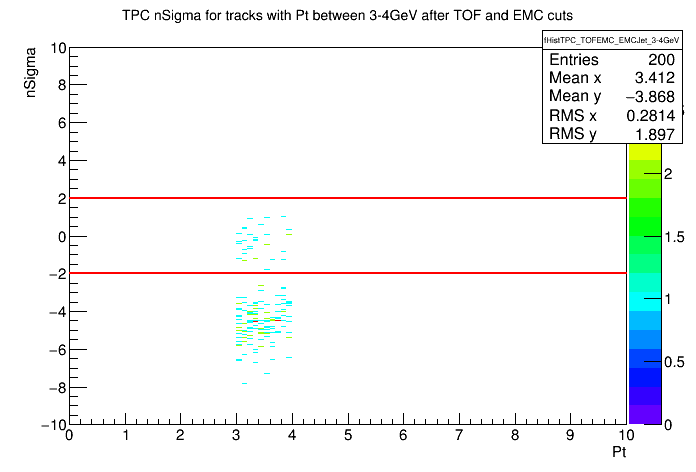 TPC nSigma for tracks with Pt between 3-4GeV after TOF and EMC cuts
fHistTPC_TOFEMC_EMCJet_3-4GeV
Entries 200
Mean x 3.412
Mean y −3.868
RMS x 0.2814
RMS y 1.897
nSigma
10
8
6
4
2
0
−2
−4
−6
−8
−10
0 1 2 3 4 5 6 7 8 9 10
Pt
2
1.5
1
0.5
0